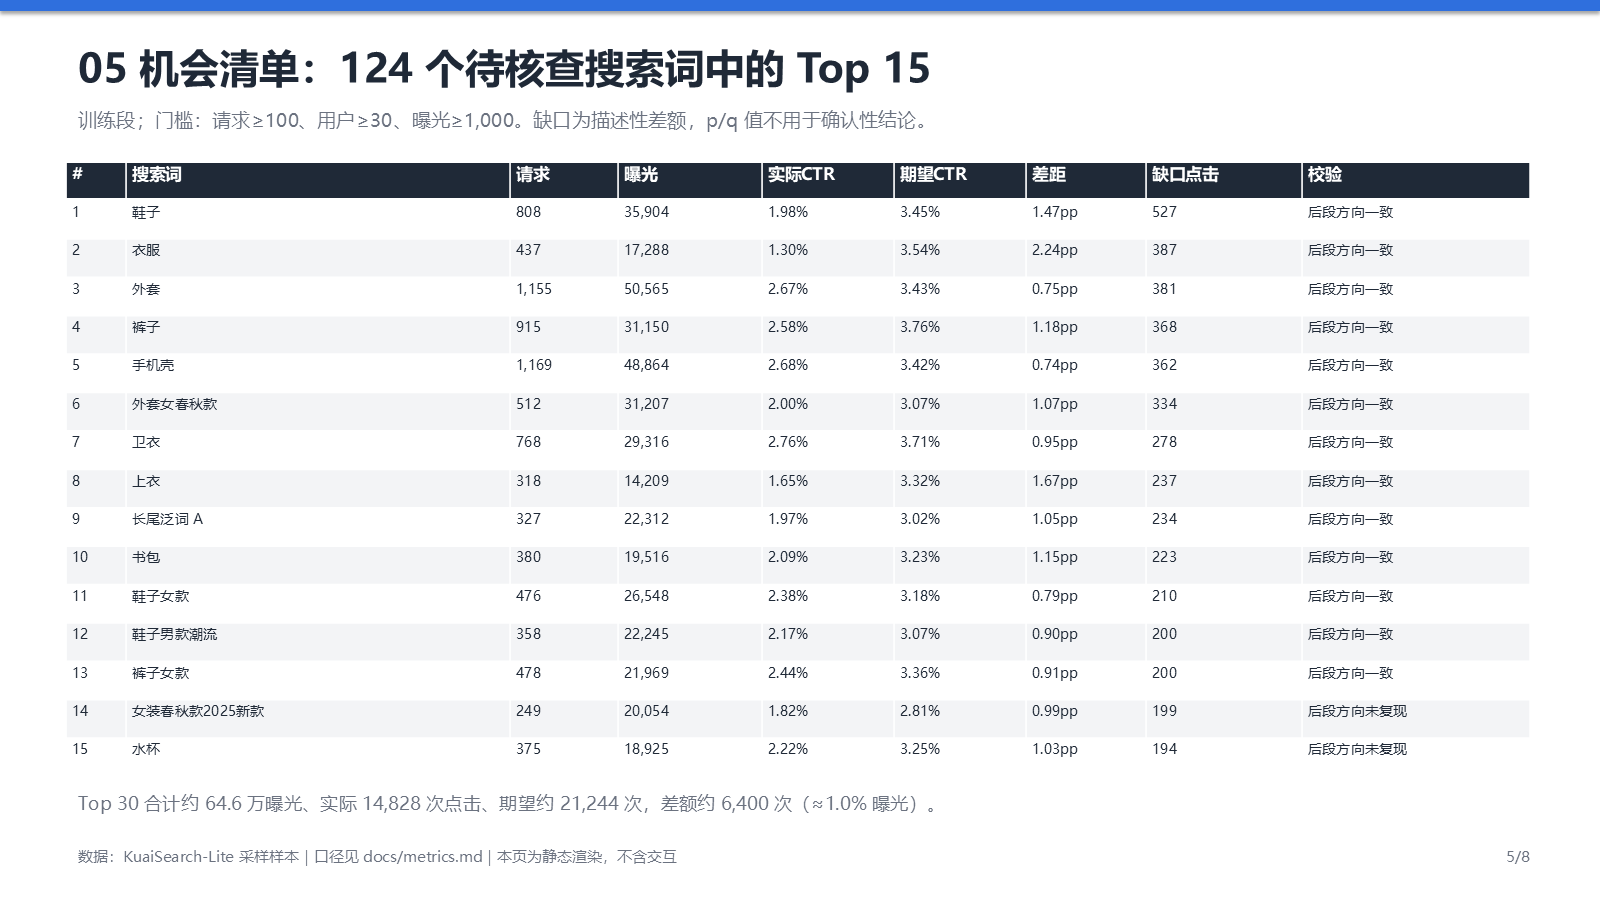 05 机会清单：124 个待核查搜索词中的 Top 15
训练段；门槛：请求≥100、用户≥30、曝光≥1,000。缺口为描述性差额，p/q 值不用于确认性结论。
# 搜索词 请求 曝光 实际CTR 期望CTR 差距 缺口点击 校验
1 鞋子 808 35,904 1.98% 3.45% 1.47pp 527 后段方向一致
2 衣服 437 17,288 1.30% 3.54% 2.24pp 387 后段方向一致
3 外套 1,155 50,565 2.67% 3.43% 0.75pp 381 后段方向一致
4 裤子 915 31,150 2.58% 3.76% 1.18pp 368 后段方向一致
5 手机壳 1,169 48,864 2.68% 3.42% 0.74pp 362 后段方向一致
6 外套女春秋款 512 31,207 2.00% 3.07% 1.07pp 334 后段方向一致
7 卫衣 768 29,316 2.76% 3.71% 0.95pp 278 后段方向一致
8 上衣 318 14,209 1.65% 3.32% 1.67pp 237 后段方向一致
9 长尾泛词 A 327 22,312 1.97% 3.02% 1.05pp 234 后段方向一致
10 书包 380 19,516 2.09% 3.23% 1.15pp 223 后段方向一致
11 鞋子女款 476 26,548 2.38% 3.18% 0.79pp 210 后段方向一致
12 鞋子男款潮流 358 22,245 2.17% 3.07% 0.90pp 200 后段方向一致
13 裤子女款 478 21,969 2.44% 3.36% 0.91pp 200 后段方向一致
14 女装春秋款2025新款 249 20,054 1.82% 2.81% 0.99pp 199 后段方向未复现
15 水杯 375 18,925 2.22% 3.25% 1.03pp 194 后段方向未复现
Top 30 合计约 64.6 万曝光、实际 14,828 次点击、期望约 21,244 次，差额约 6,400 次（≈1.0% 曝光）。
数据：KuaiSearch-Lite 采样样本 | 口径见 docs/metrics.md | 本页为静态渲染，不含交互
5/8